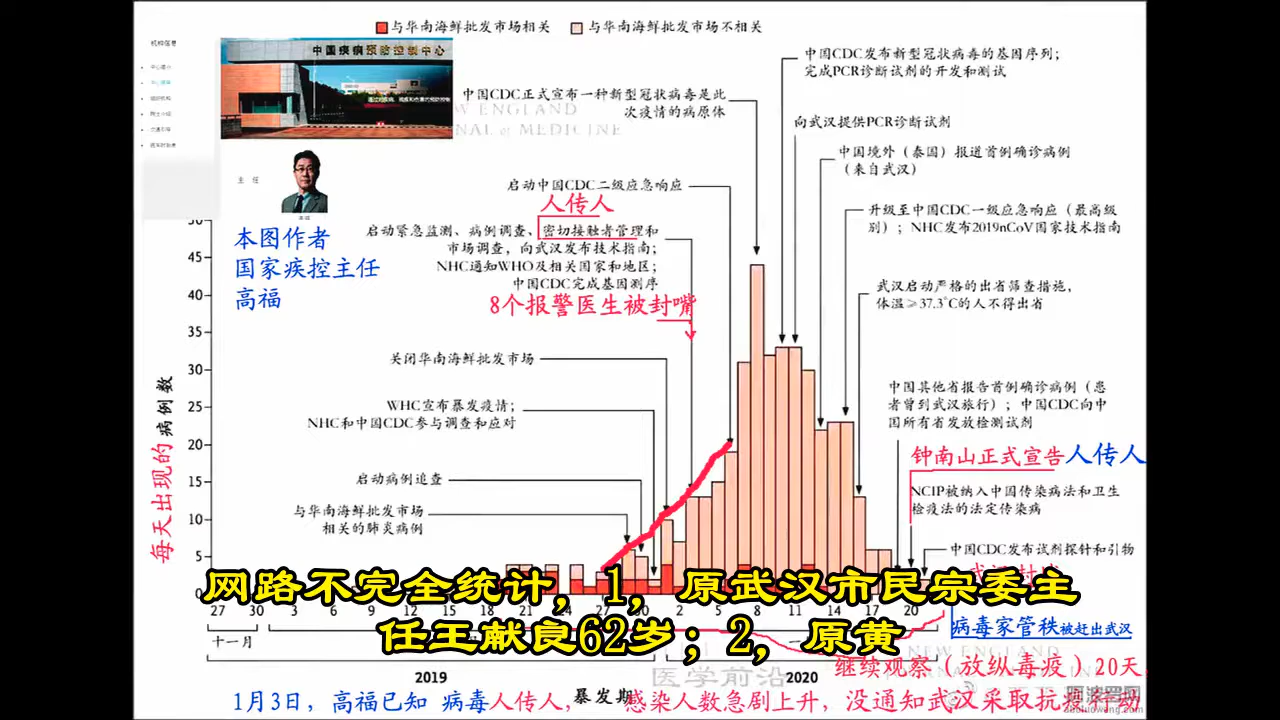 与华南海鲜批发市场相关
与华南海鲜批发市场不相关
机构信息
中国疾病预防控制中心
主 任
本图作者
国家疾控主任
高福
中国CDC发布新型冠状病毒的基因序列;
完成PCR诊断试剂的开发和测试
中国CDC正式宣布一种新型冠状病毒是此
次疫情的病原体
向武汉提供PCR诊断试剂
中国境外（泰国）报道首例确诊病例
（来自武汉）
启动中国CDC二级应急响应
人传人
启动紧急监测、病例调查、密切接触者管理和
市场调查，向武汉发布技术指南;
NHC通知WHO及相关国家和地区;
中国CDC完成基因测序
8个报警医生被封嘴
升级至中国CDC一级应急响应（最高级
别）; NHC发布2019nCoV国家技术指南
武汉启动严格的出省筛查措施,
体温≥37.3°C的人不得出省
关闭华南海鲜批发市场
WHC宣布暴发疫情;
NHC和中国CDC参与调查和应对
启动病例追查
与华南海鲜批发市场
相关的肺炎病例
中国其他省报告首例确诊病例（患
者曾到武汉旅行）; 中国CDC向中
国所有省发放检测试剂
钟南山正式宣告人传人
NCIP被纳入中国传染病法和卫生
检疫法的法定传染病
中国CDC发布试剂探针和引物
每天出现的 病例数
50
45
40
35
30
25
20
15
10
5
网路不完全统计，1，原武汉市民宗委主
任王献良62岁；2，原黄
27 30 3 6 9 12 15 18 21 24 27 30 2 5 8 11 14 17 20
十一月
病毒家管秩被赶出武汉
2019
2020
NEW ENGLAND
JOURNAL of MEDICINE
医学前沿
继续观察（放纵毒疫）20天
暴发期
1月3日，高福已知 病毒人传人，感染人数急剧上升，没通知武汉采取抗疫行动